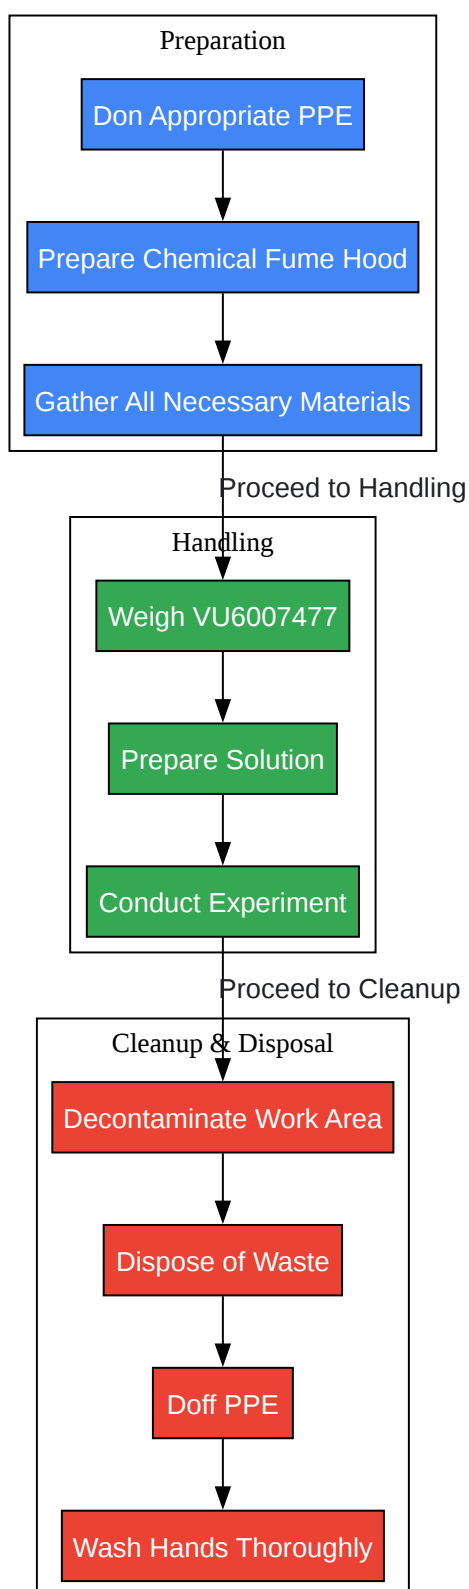 Preparation
Don Appropriate PPE
Prepare Chemical Fume Hood
Gather All Necessary Materials
Proceed to Handling
Handling
Weigh VU6007477
Prepare Solution
Conduct Experiment
Proceed to Cleanup
Cleanup & Disposal
Decontaminate Work Area
Dispose of Waste
Doff PPE
Wash Hands Thoroughly